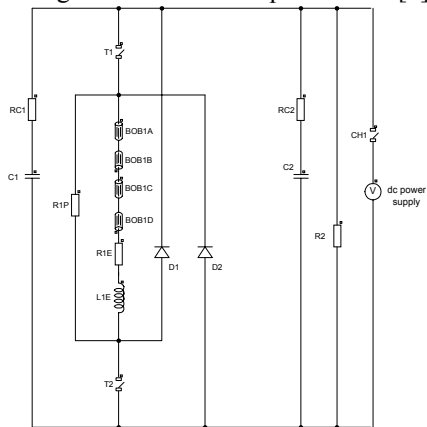 T1
RC1
BOB1A
RC2
BOB1B
CH1
C1
BOB1C
C2
V
dc power
supply
R1P
BOB1D
R1E
R2
D1
D2
L1E
T2